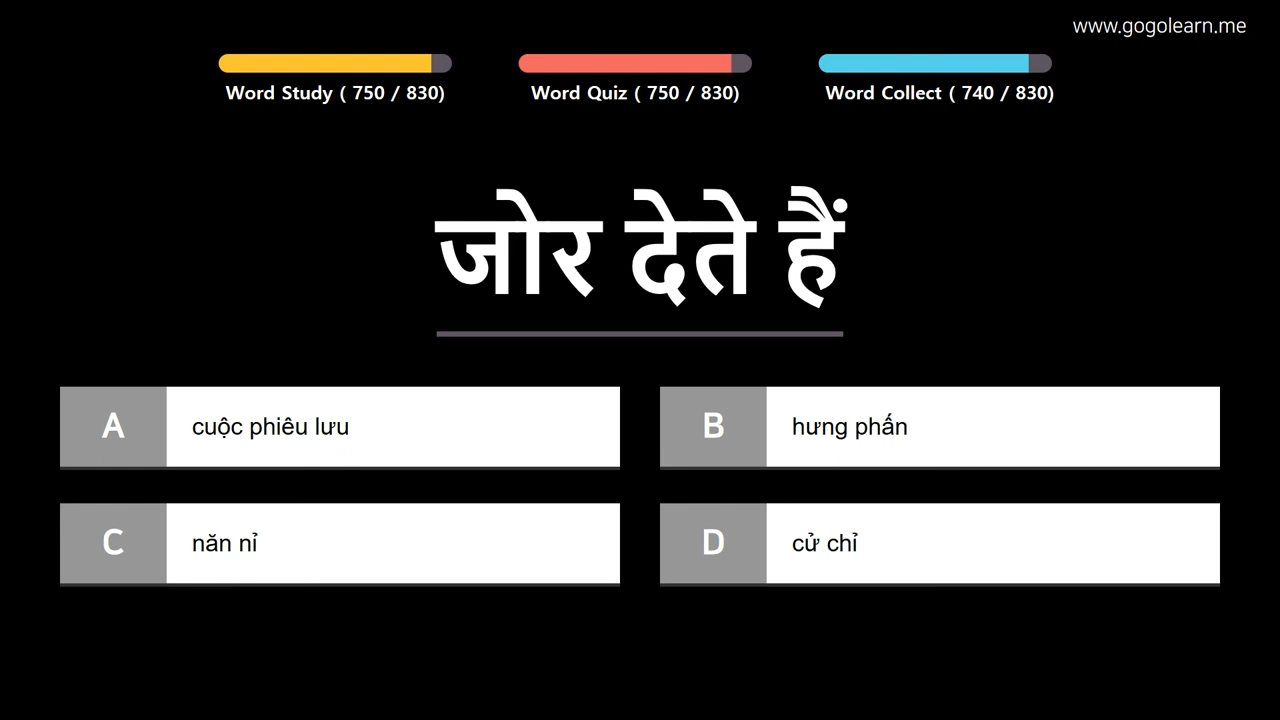 www.gogolearn.me
Word Study ( 750 / 830)
Word Quiz ( 750 / 830)
Word Collect ( 740 / 830)
जोर देते हैं
A
cuộc phiêu lưu
B
hưng phấn
C
năn nỉ
D
cử chỉ